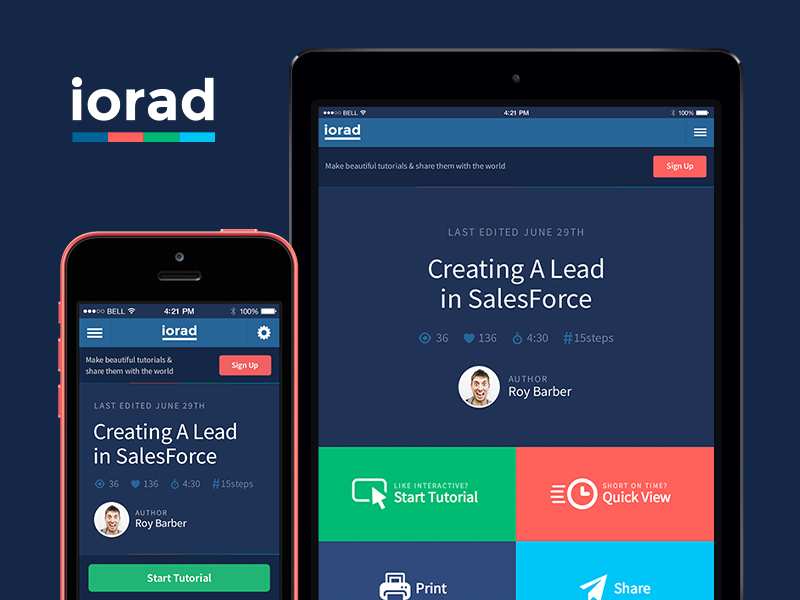 iorad
BELL
4:21 PM
100%
iorad
Make beautiful tutorials & share them with the world
Sign Up
LAST EDITED JUNE 29TH
Creating A Lead
in SalesForce
36
136
4:30
#15steps
AUTHOR
Roy Barber
LIKE INTERACTIVE?
Start Tutorial
SHORT ON TIME?
Quick View
Print
Share
BELL
4:21 PM
100%
iorad
Make beautiful tutorials &
share them with the world
Sign Up
LAST EDITED JUNE 29TH
Creating A Lead
in SalesForce
36
136
4:30
#15steps
AUTHOR
Roy Barber
Start Tutorial